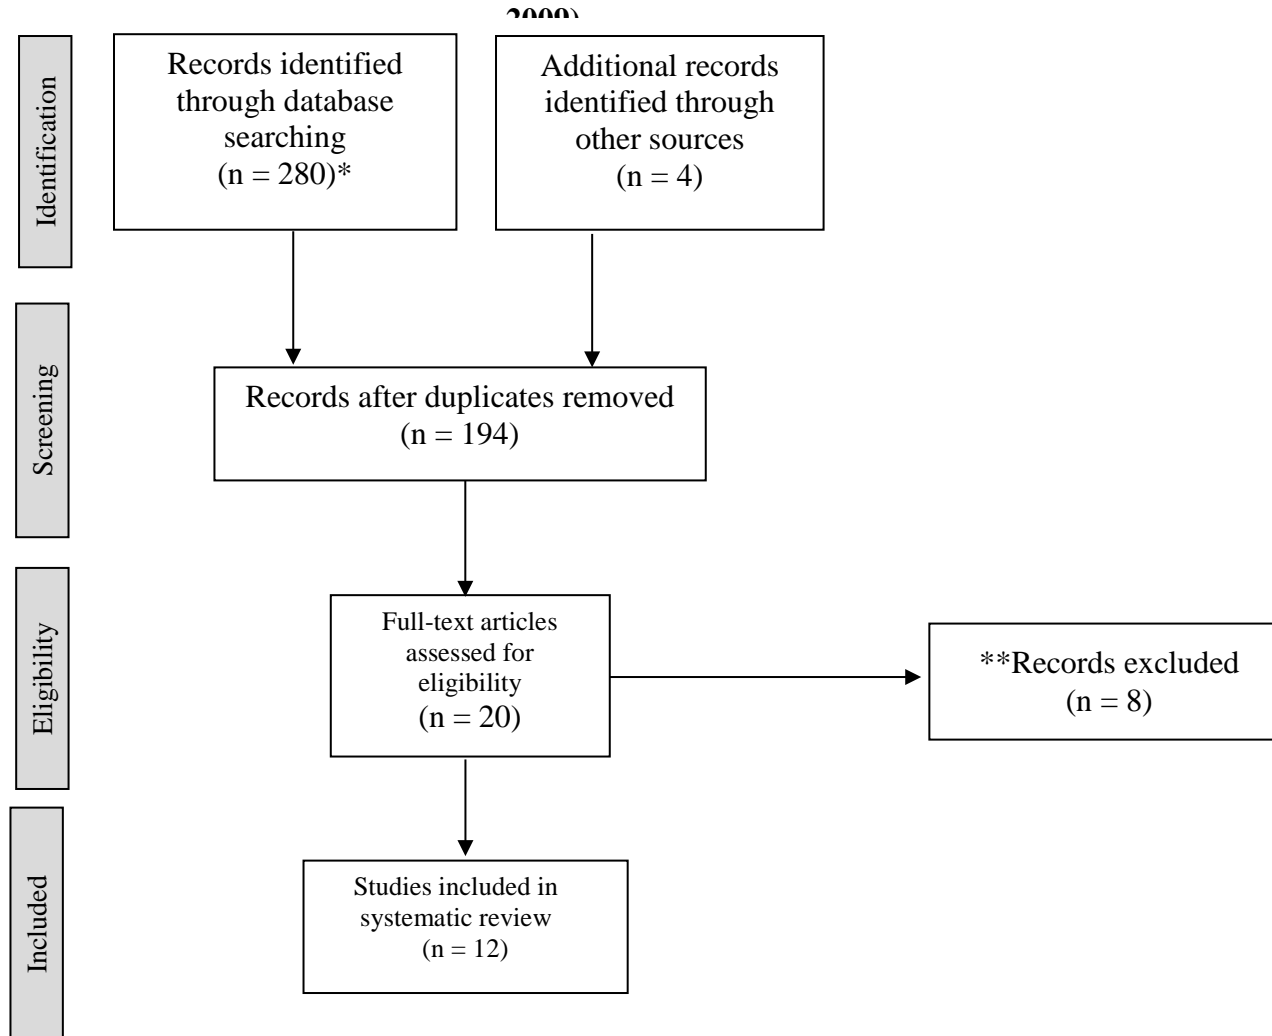 2009)
Identification
Records identified
through database
searching
(n = 280)*
Additional records
identified through
other sources
(n = 4)
Screening
Records after duplicates removed
(n = 194)
Eligibility
Full-text articles
assessed for
eligibility
(n = 20)
**Records excluded
(n = 8)
Included
Studies included in
systematic review
(n = 12)